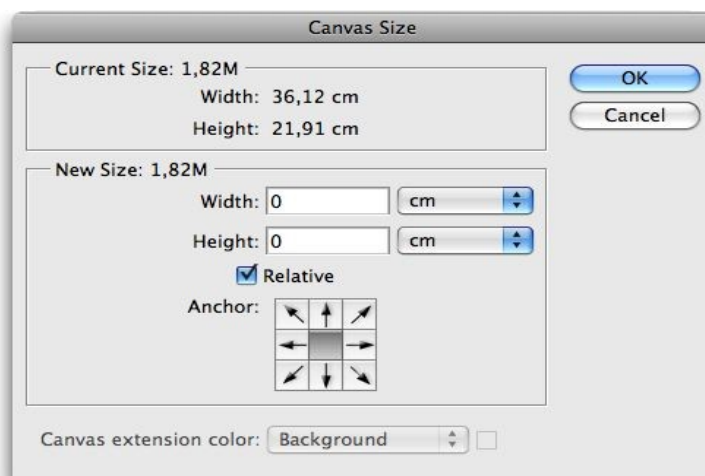 Canvas Size
Current Size: 1,82M
Width: 36,12 cm
Height: 21,91 cm
OK
Cancel
New Size: 1,82M
Width: 0 cm
Height: 0 cm
Relative
Anchor:
Canvas extension color: Background